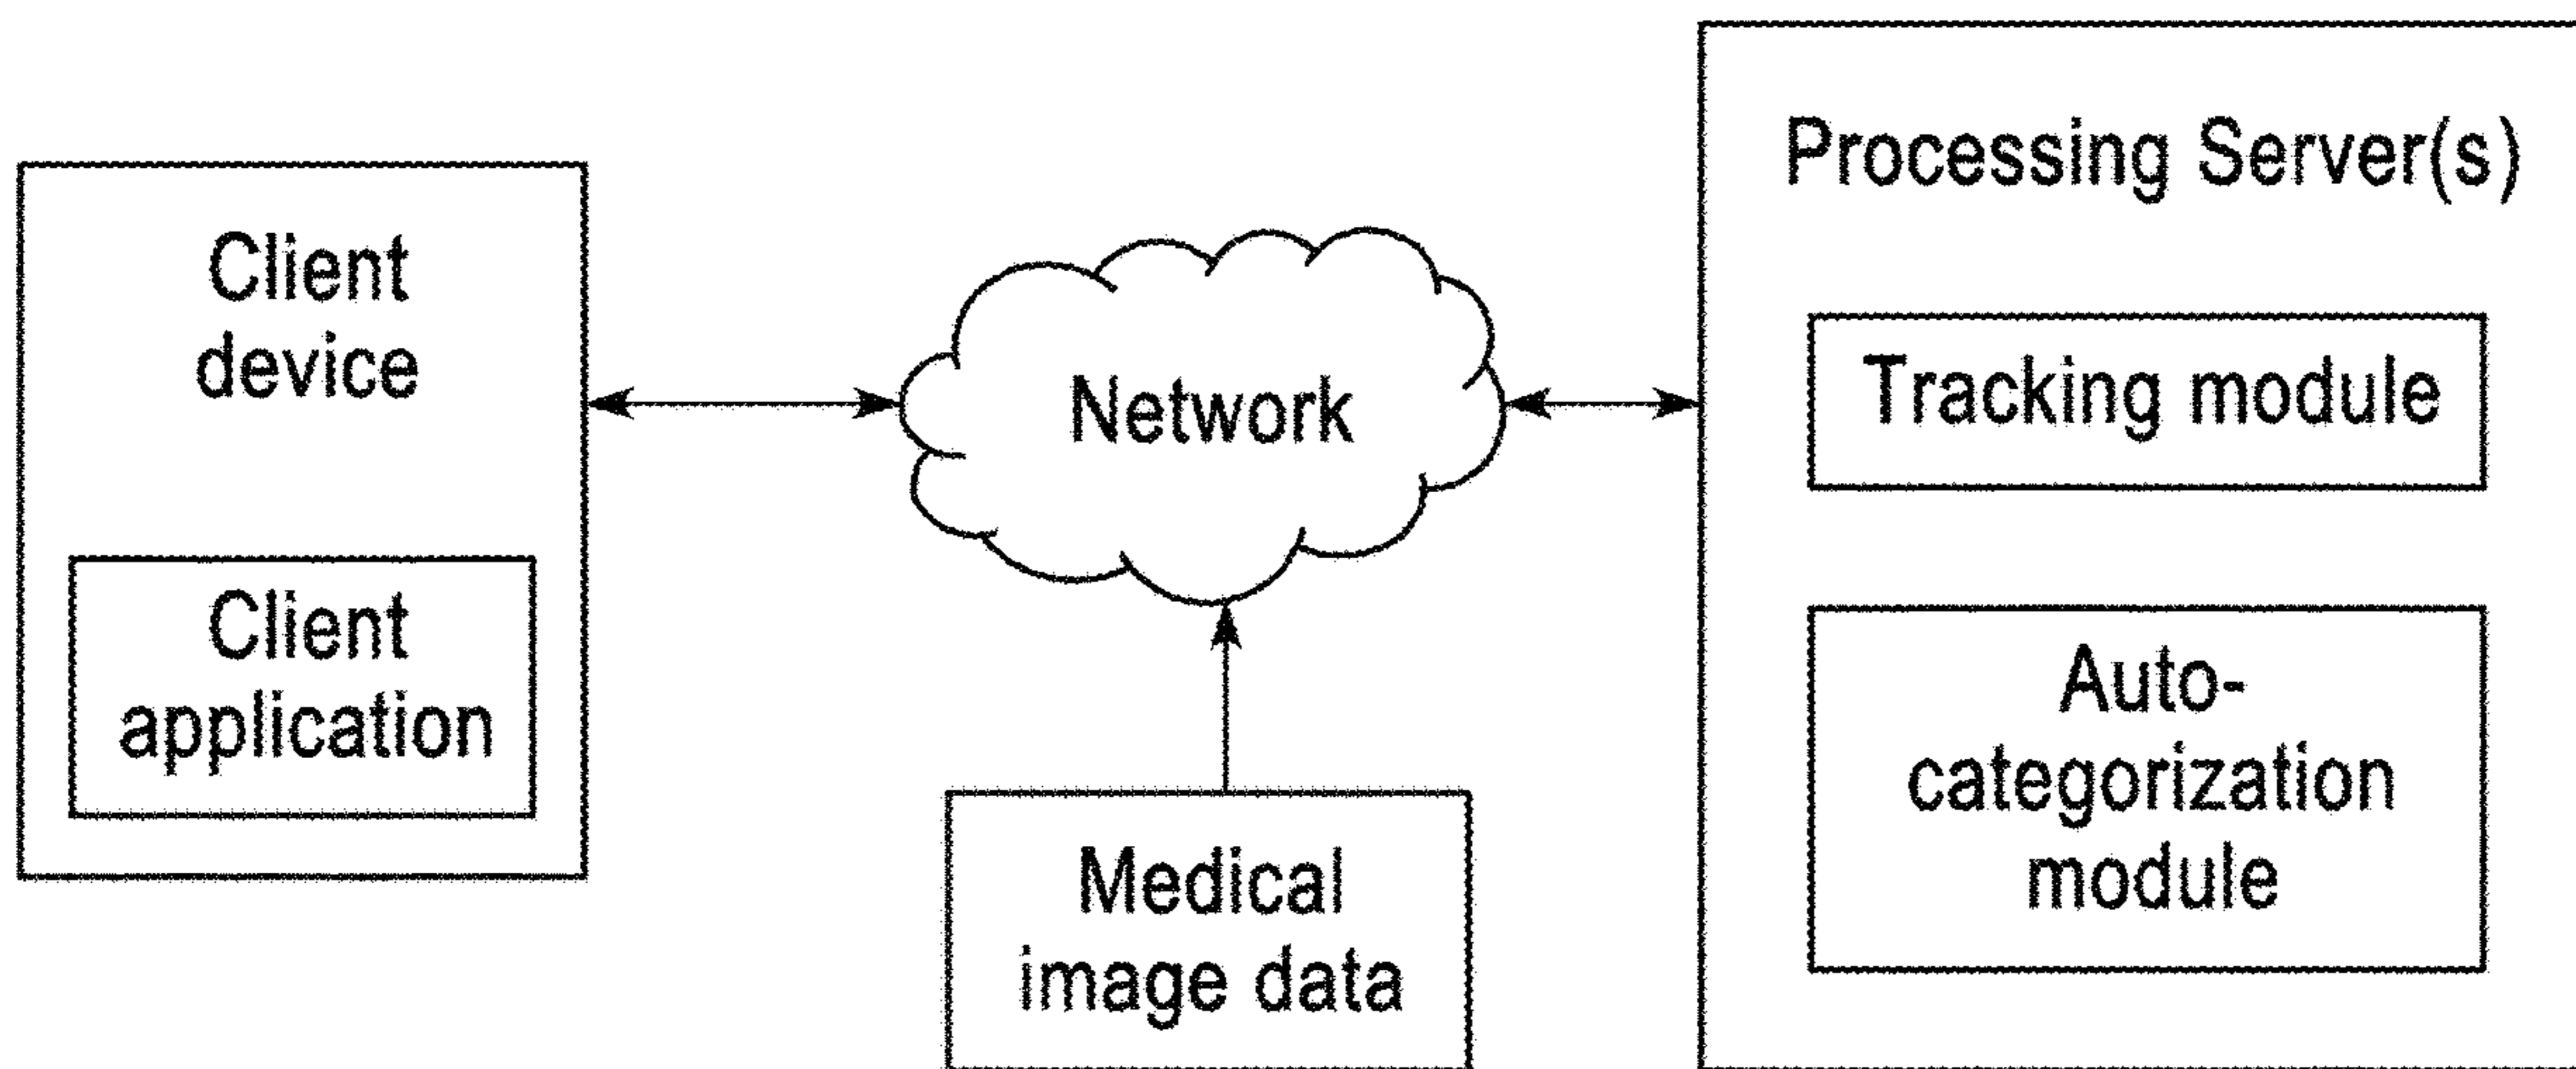 Client
device
Client
application
Network
Medical
image data
Processing Server(s)
Tracking module
Auto-
categorization
module